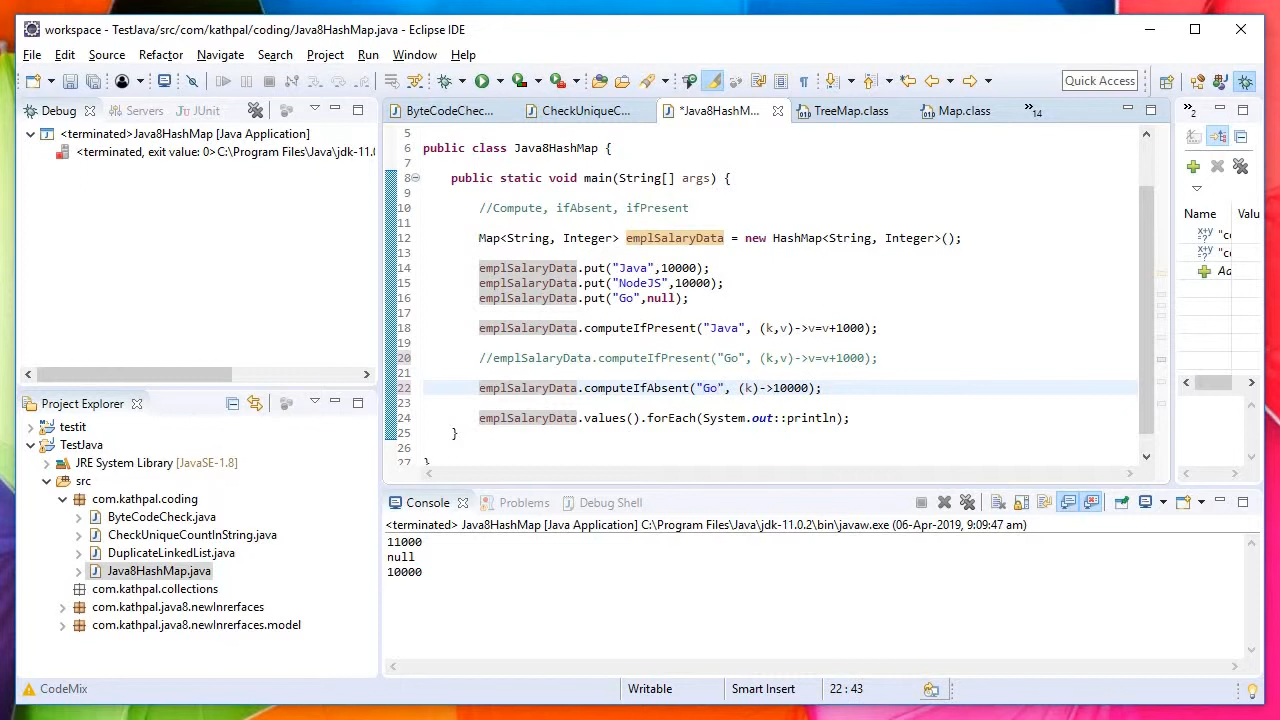 workspace - TestJava/src/com/kathpal/coding/Java8HashMap.java - Eclipse IDE
File Edit Source Refactor Navigate Search Project Run Window Help
Quick Access
Debug Servers JUnit
<terminated>Java8HashMap [Java Application]
<terminated, exit value: 0>C:\Program Files\Java\jdk-11.0
ByteCodeChec... CheckUniqueC... *Java8HashM... TreeMap.class Map.class »14
5
6 public class Java8HashMap {
7
8 public static void main(String[] args) {
9
10 //Compute, ifAbsent, ifPresent
11
12 Map<String, Integer> emplSalaryData = new HashMap<String, Integer>();
13
14 emplSalaryData.put("Java",10000);
15 emplSalaryData.put("NodeJS",10000);
16 emplSalaryData.put("Go",null);
17
18 emplSalaryData.computeIfPresent("Java", (k,v)->v=v+1000);
19
20 //emplSalaryData.computeIfPresent("Go", (k,v)->v=v+1000);
21
22 emplSalaryData.computeIfAbsent("Go", (k)->10000);
23
24 emplSalaryData.values().forEach(System.out::println);
25 }
26
27 }
»2
Name Valu
x+y=? "c
x+y=? "c
Ad
Project Explorer
testit
TestJava
JRE System Library [JavaSE-1.8]
src
com.kathpal.coding
ByteCodeCheck.java
CheckUniqueCountInString.java
DuplicateLinkedList.java
Java8HashMap.java
com.kathpal.collections
com.kathpal.java8.newInrerfaces
com.kathpal.java8.newInrerfaces.model
Console Problems Debug Shell
<terminated> Java8HashMap [Java Application] C:\Program Files\Java\jdk-11.0.2\bin\javaw.exe (06-Apr-2019, 9:09:47 am)
11000
null
10000
CodeMix Writable Smart Insert 22 : 43